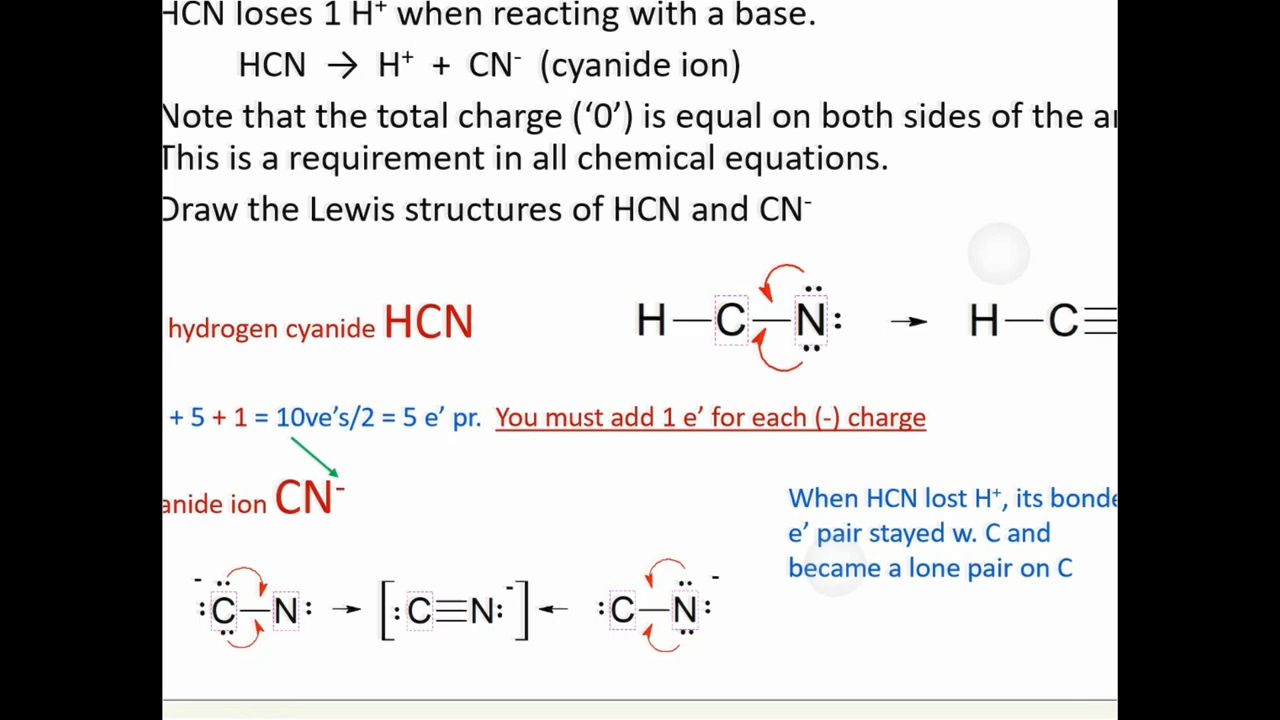 HCN loses 1 H⁺ when reacting with a base.
HCN → H⁺ + CN⁻ (cyanide ion)
Note that the total charge ('0') is equal on both sides of the
This is a requirement in all chemical equations.
Draw the Lewis structures of HCN and CN⁻
hydrogen cyanide HCN
H—C—N: → H—C≡
+ 5 + 1 = 10ve's/2 = 5 e' pr. You must add 1 e' for each (-) charge
anide ion CN⁻
When HCN lost H⁺, its bonde
e' pair stayed w. C and
became a lone pair on C
:C—N: → [:C≡N:⁻] ← :C—N: ⁻